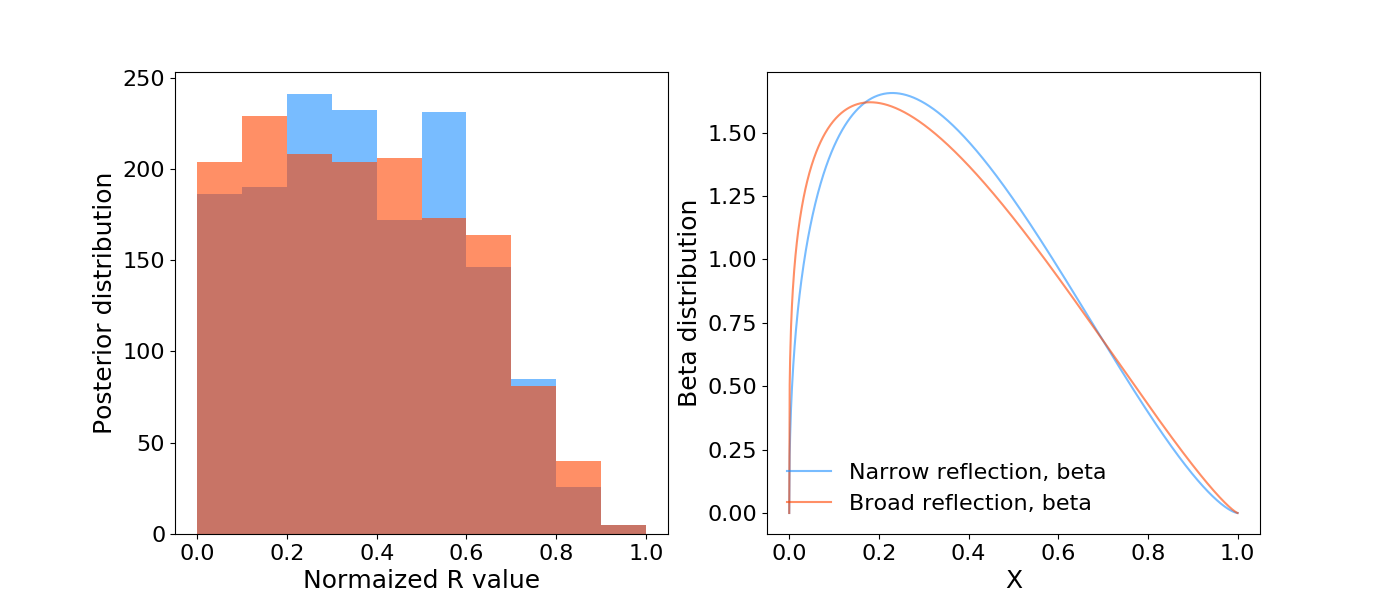 Posterior distribution
250
200
150
100
50
0
0.0 0.2 0.4 0.6 0.8 1.0
Normaized R value
Beta distribution
1.50
1.25
1.00
0.75
0.50
0.25
0.00
Narrow reflection, beta
Broad reflection, beta
0.0 0.2 0.4 0.6 0.8 1.0
X